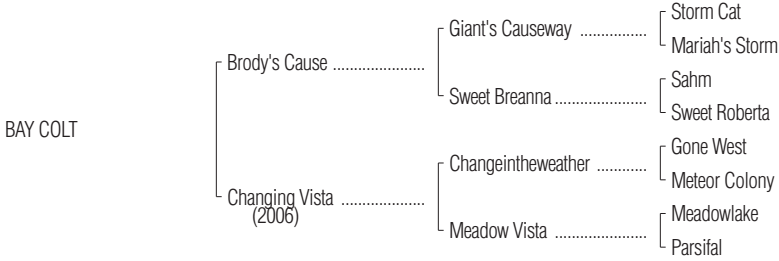 Storm Cat
Giant's Causeway ................
Mariah's Storm
Brody's Cause ......................
Sahm
Sweet Breanna ......................
Sweet Roberta
BAY COLT
Gone West
Changeintheweather ............
Meteor Colony
Changing Vista ....................
(2006)
Meadowlake
Meadow Vista ......................
Parsifal